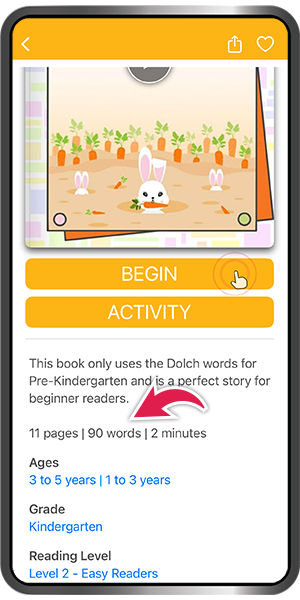 BEGIN
ACTIVITY
This book only uses the Dolch words for
Pre-Kindergarten and is a perfect story for
beginner readers.
11 pages | 90 words | 2 minutes
Ages
3 to 5 years | 1 to 3 years
Grade
Kindergarten
Reading Level
Level 2 - Easy Readers